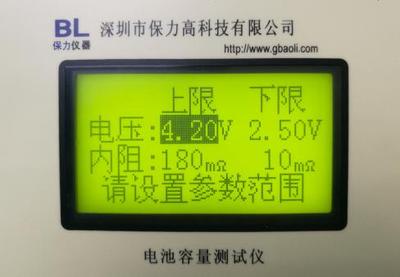 BL 深圳市保力高科技有限公司
保力仪器 http://www.gbaoli.com
上限 下限
电压:4.20V 2.50V
内阻:180mΩ 10mΩ
请设置参数范围
电池容量测试仪